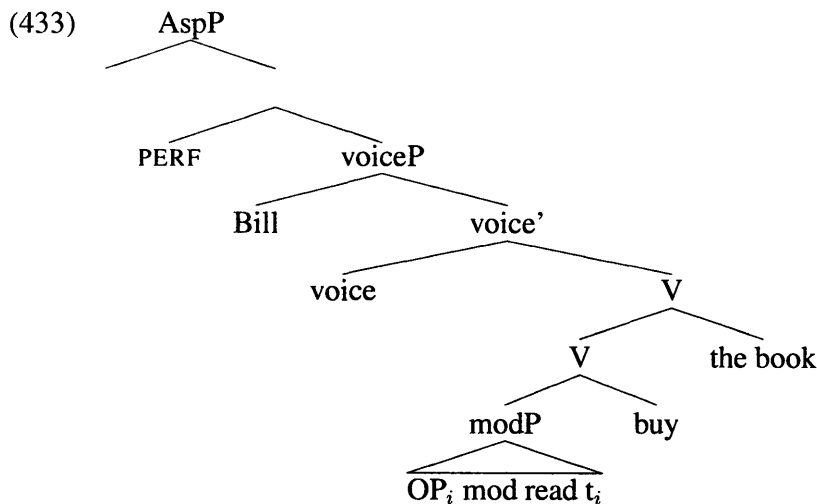 (433) AspP
PERF voiceP
Bill voice’
voice V
V the book
modP buy
OPᵢ mod read tᵢ